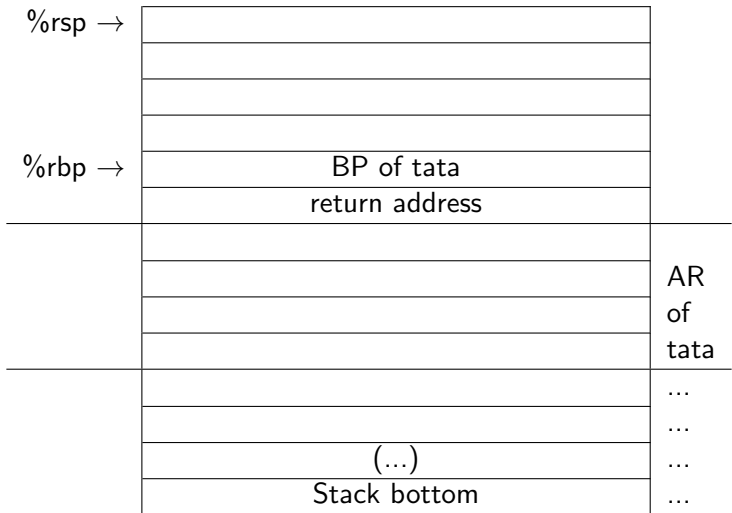 %rsp →
%rbp → BP of tata
return address
AR
of
tata
...
...
(...) ...
Stack bottom ...